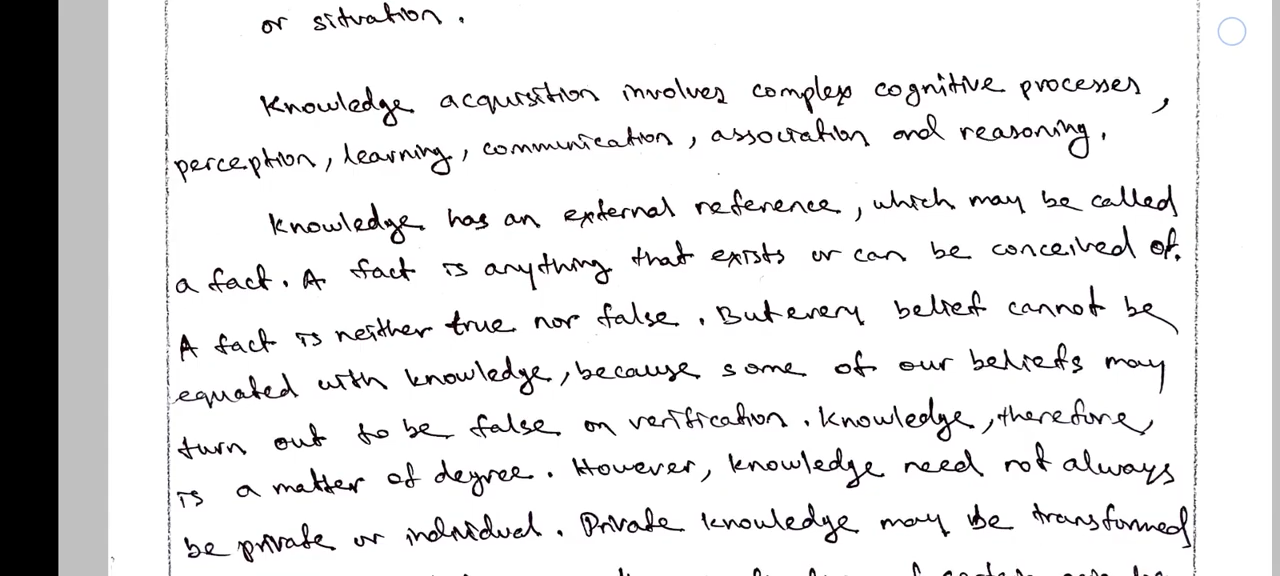 or situation.
Knowledge acquisition involves complex cognitive processes,
perception, learning, communication, association and reasoning.
Knowledge has an external reference, which may be called
a fact. A fact is anything that exists or can be conceived of.
A fact is neither true nor false. But every belief cannot be
equated with knowledge, because some of our beliefs may
turn out to be false on verification. Knowledge, therefore,
is a matter of degree. However, knowledge need not always
be private or individual. Private knowledge may be transformed